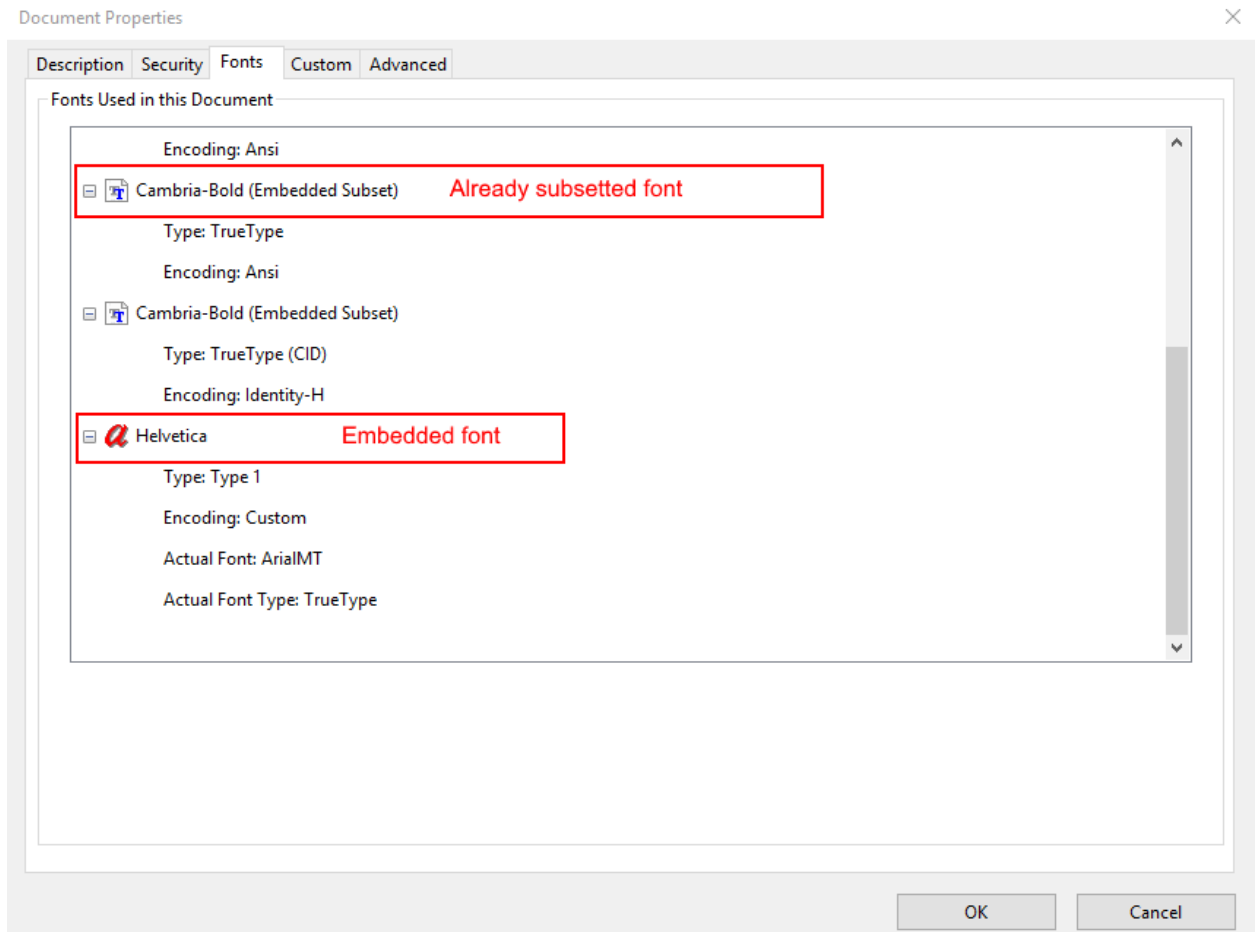 Document Properties
Description Security Fonts Custom Advanced
Fonts Used in this Document
Encoding: Ansi
Cambria-Bold (Embedded Subset) Already subsetted font
Type: TrueType
Encoding: Ansi
Cambria-Bold (Embedded Subset)
Type: TrueType (CID)
Encoding: Identity-H
Helvetica Embedded font
Type: Type 1
Encoding: Custom
Actual Font: ArialMT
Actual Font Type: TrueType
OK Cancel